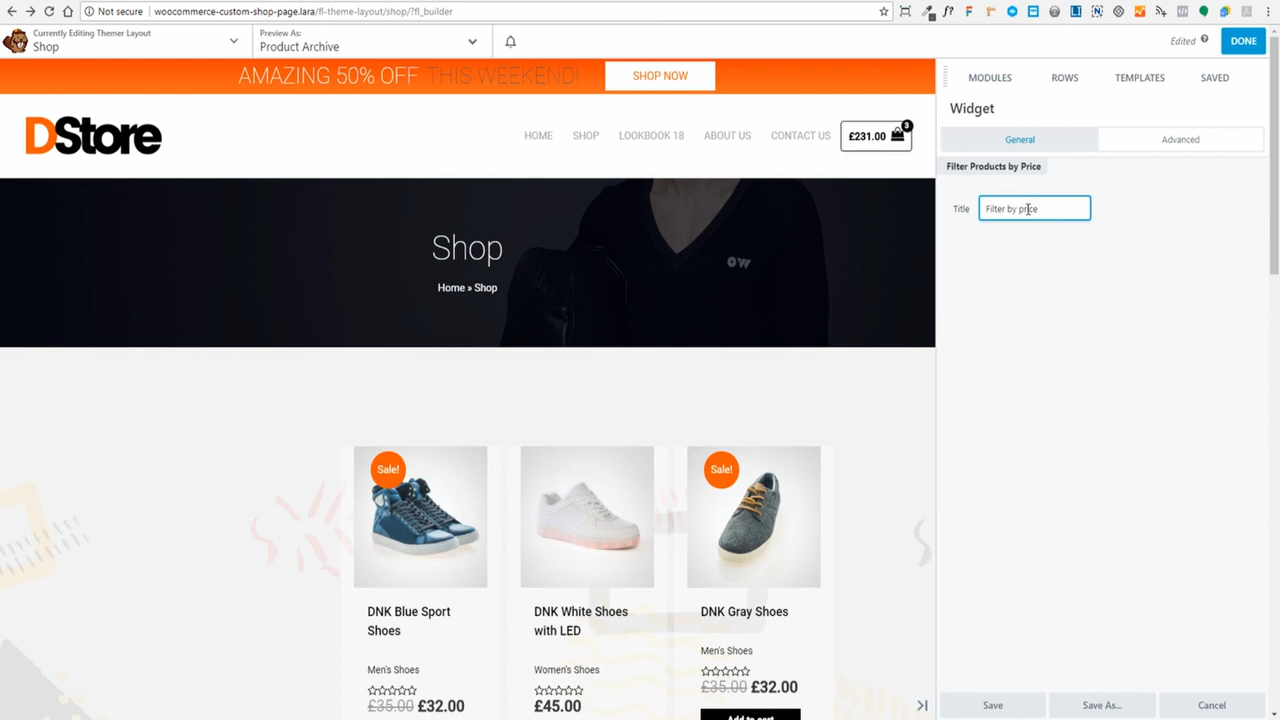 Not secure
woocommerce-custom-shop-page.lara/fl-theme-layout/shop/?fl_builder
Currently Editing Themer Layout
Shop
Preview As:
Product Archive
Edited
DONE
AMAZING 50% OFF THIS WEEKEND!
SHOP NOW
DStore
HOME
SHOP
LOOKBOOK 18
ABOUT US
CONTACT US
£231.00
3
Shop
Home » Shop
OW
Sale!
Sale!
DNK Blue Sport
Shoes
DNK White Shoes
with LED
DNK Gray Shoes
Men's Shoes
Women's Shoes
Men's Shoes
£35.00 £32.00
£45.00
£35.00 £32.00
Add to cart
MODULES
ROWS
TEMPLATES
SAVED
Widget
General
Advanced
Filter Products by Price
Title
Filter by price
Save
Save As...
Cancel